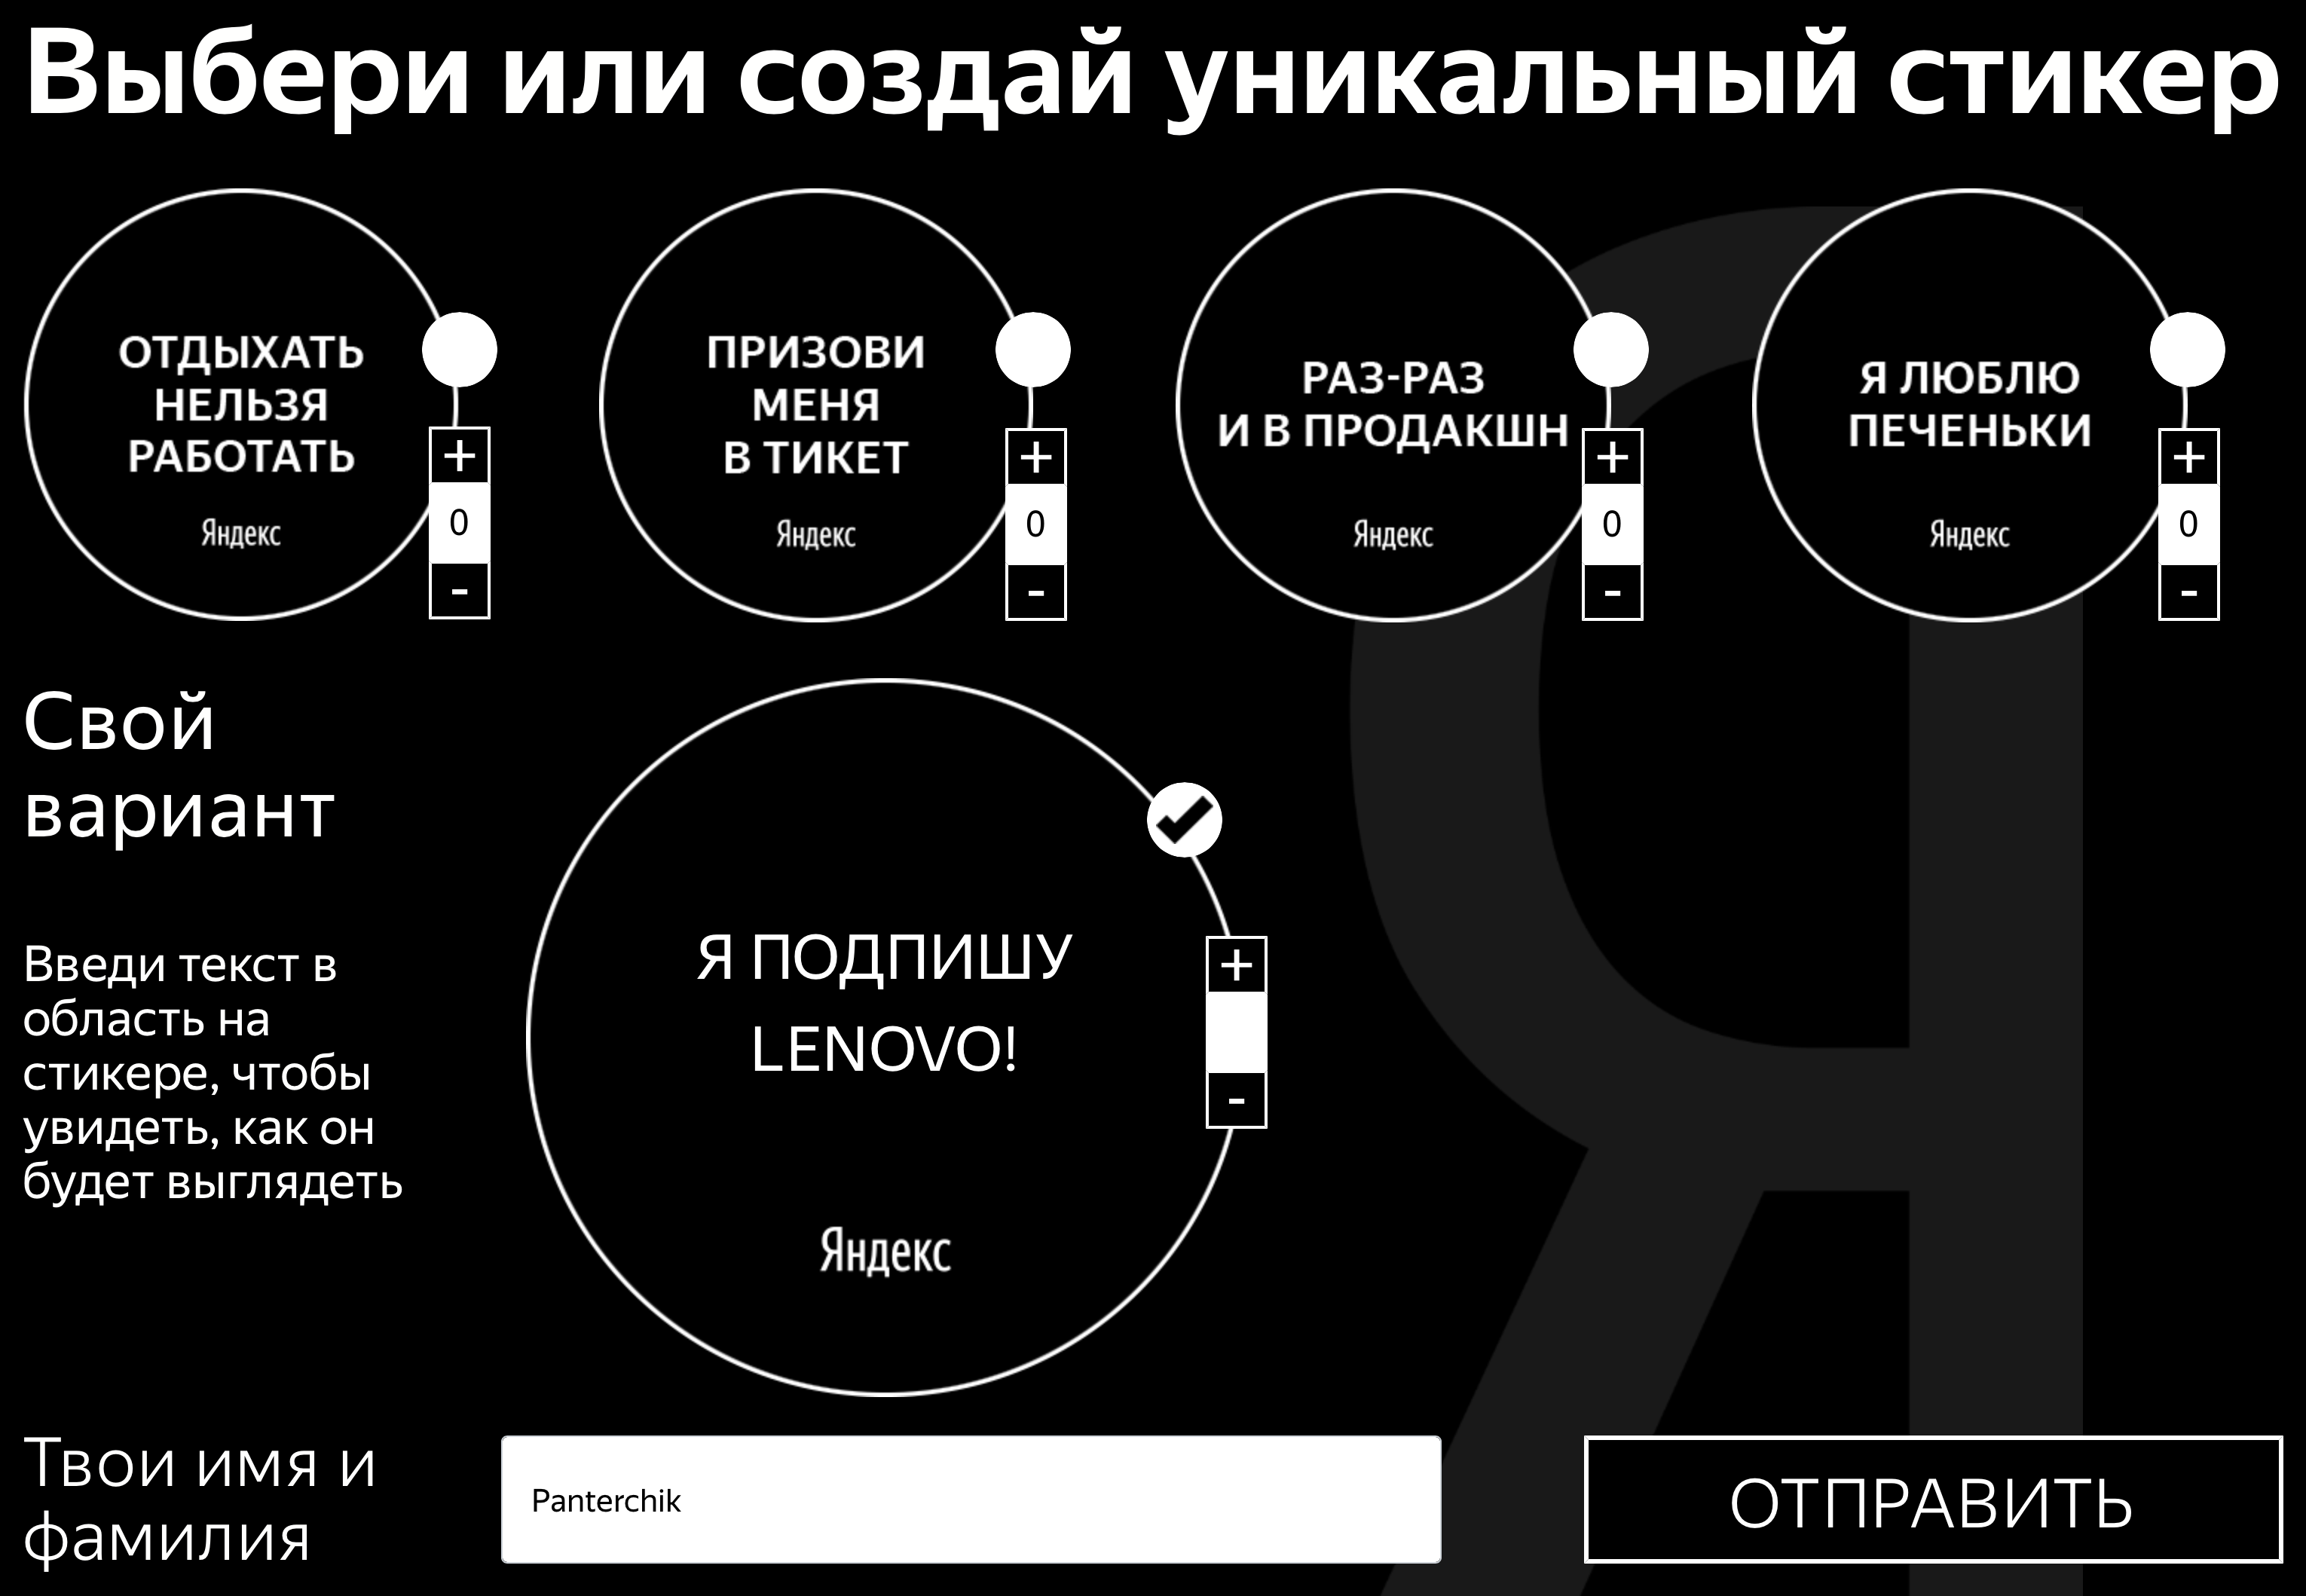 Выбери или создай уникальный стикер
ОТДЫХАТЬ
НЕЛЬЗЯ
РАБОТАТЬ
Яндекс
+
0
-
ПРИЗОВИ
МЕНЯ
В ТИКЕТ
Яндекс
+
0
-
РАЗ-РАЗ
И В ПРОДАКШН
Яндекс
+
0
-
Я ЛЮБЛЮ
ПЕЧЕНЬКИ
Яндекс
+
0
-
Свой
вариант
Введи текст в
область на
стикере, чтобы
увидеть, как он
будет выглядеть
Я ПОДПИШУ
LENOVO!
Яндекс
+
-
Я
Твои имя и
фамилия
Panterchik
ОТПРАВИТЬ